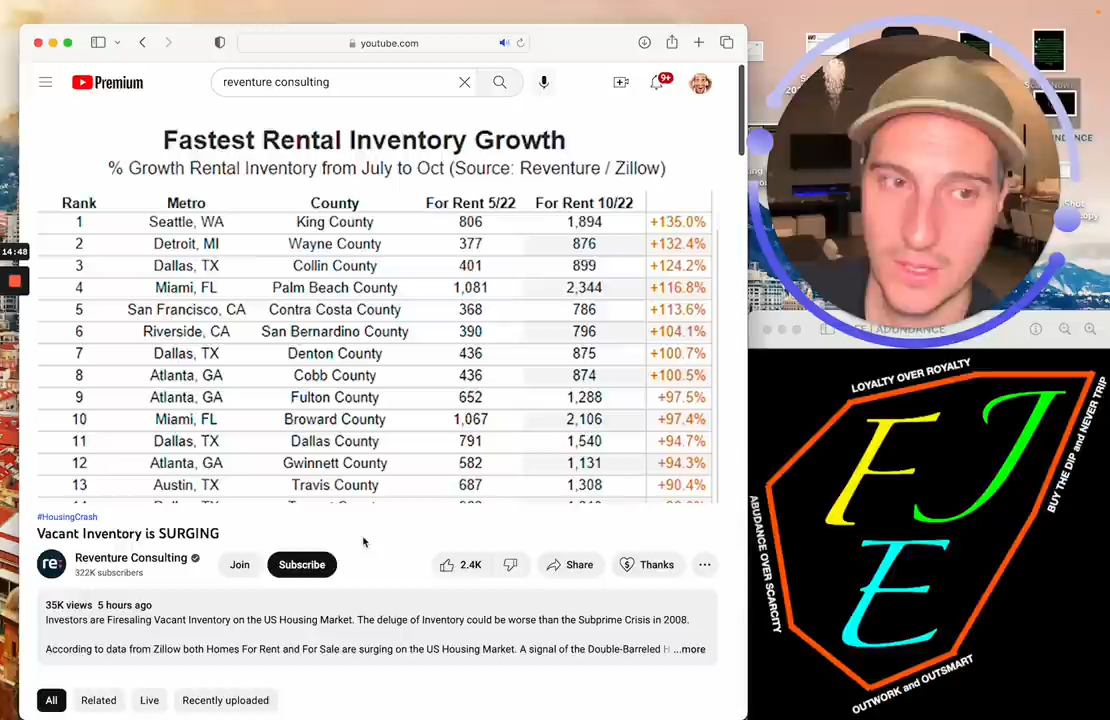 youtube.com
Premium
reventure consulting
9+
14:48
Fastest Rental Inventory Growth
% Growth Rental Inventory from July to Oct (Source: Reventure / Zillow)
Rank Metro County For Rent 5/22 For Rent 10/22
1 Seattle, WA King County 806 1,894 +135.0%
2 Detroit, MI Wayne County 377 876 +132.4%
3 Dallas, TX Collin County 401 899 +124.2%
4 Miami, FL Palm Beach County 1,081 2,344 +116.8%
5 San Francisco, CA Contra Costa County 368 786 +113.6%
6 Riverside, CA San Bernardino County 390 796 +104.1%
7 Dallas, TX Denton County 436 875 +100.7%
8 Atlanta, GA Cobb County 436 874 +100.5%
9 Atlanta, GA Fulton County 652 1,288 +97.5%
10 Miami, FL Broward County 1,067 2,106 +97.4%
11 Dallas, TX Dallas County 791 1,540 +94.7%
12 Atlanta, GA Gwinnett County 582 1,131 +94.3%
13 Austin, TX Travis County 687 1,308 +90.4%
#HousingCrash
Vacant Inventory is SURGING
re:
Reventure Consulting
322K subscribers
Join
Subscribe
2.4K
Share
Thanks
35K views 5 hours ago
Investors are Firesaling Vacant Inventory on the US Housing Market. The deluge of Inventory could be worse than the Subprime Crisis in 2008.
According to data from Zillow both Homes For Rent and For Sale are surging on the US Housing Market. A signal of the Double-Barreled H ...more
All
Related
Live
Recently uploaded
LOYALTY OVER ROYALTY
BUY THE DIP and NEVER TRIP
ABUDANCE OVER SCARCITY
OUTWORK and OUTSMART
F J
E